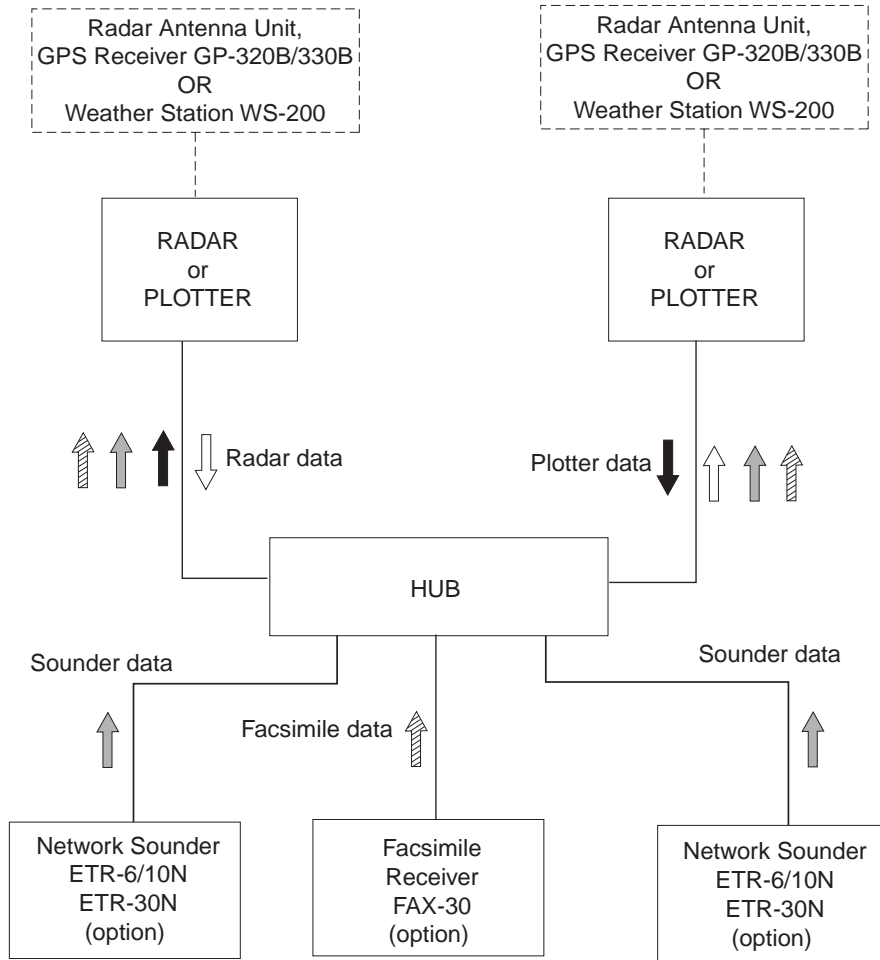 Radar Antenna Unit,
GPS Receiver GP-320B/330B
OR
Weather Station WS-200
Radar Antenna Unit,
GPS Receiver GP-320B/330B
OR
Weather Station WS-200
RADAR
or
PLOTTER
RADAR
or
PLOTTER
Radar data
Plotter data
HUB
Sounder data
Sounder data
Facsimile data
Network Sounder
ETR-6/10N
ETR-30N
(option)
Facsimile
Receiver
FAX-30
(option)
Network Sounder
ETR-6/10N
ETR-30N
(option)